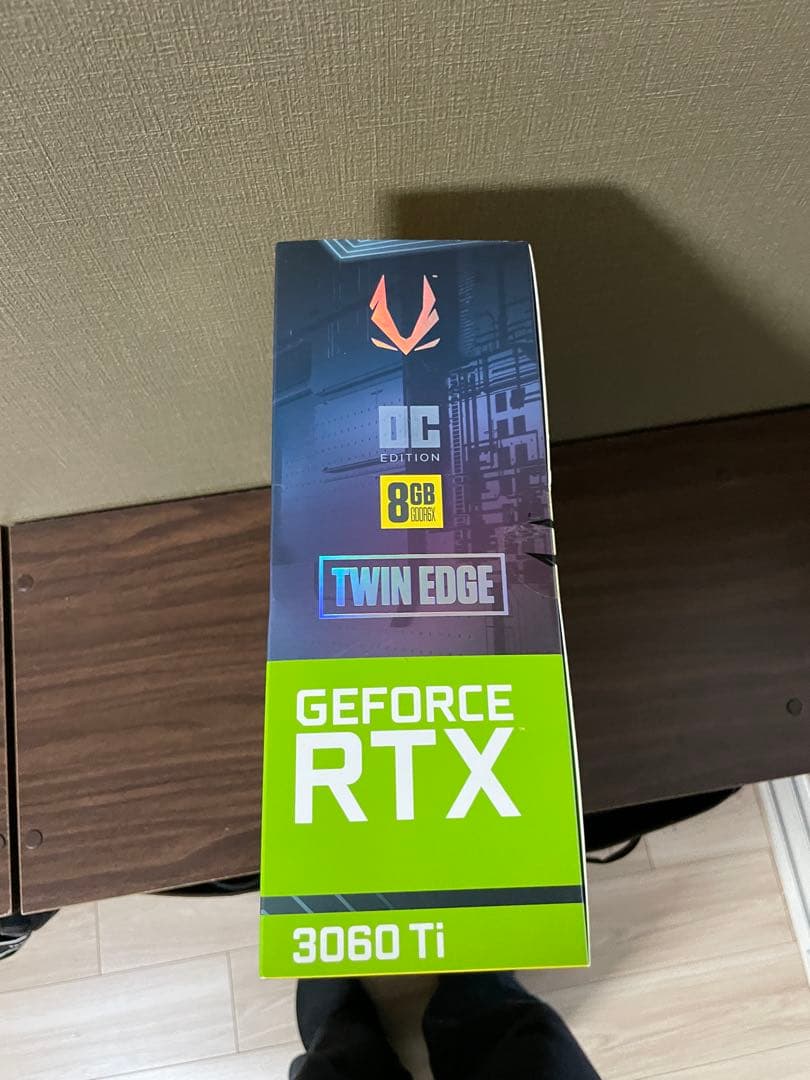 OC
EDITION
8GB
GDDR6X
TWIN EDGE
GEFORCE
RTX
3060 Ti